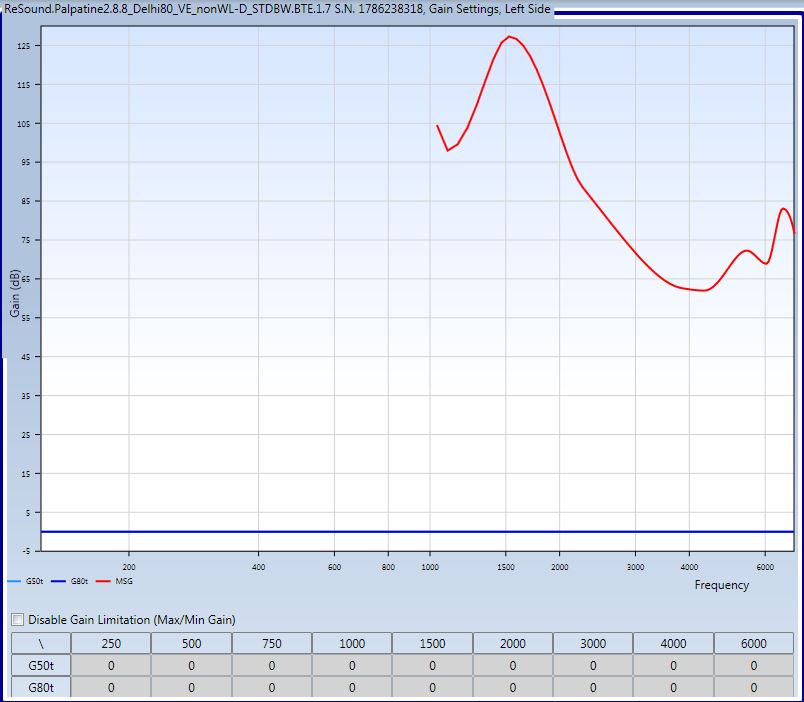 ReSound.Palpatine2.8.8_Delhi80_VE_nonWL-D_STDBW.BTE.1.7 S.N. 1786238318, Gain Settings, Left Side
125
115
105
95
85
75
65
55
45
35
25
15
5
-5
Gain (dB)
200 400 600 800 1000 1500 2000 3000 4000 6000
G50t G80t MSG
Frequency
Disable Gain Limitation (Max/Min Gain)
\ 250 500 750 1000 1500 2000 3000 4000 6000
G50t 0 0 0 0 0 0 0 0 0
G80t 0 0 0 0 0 0 0 0 0